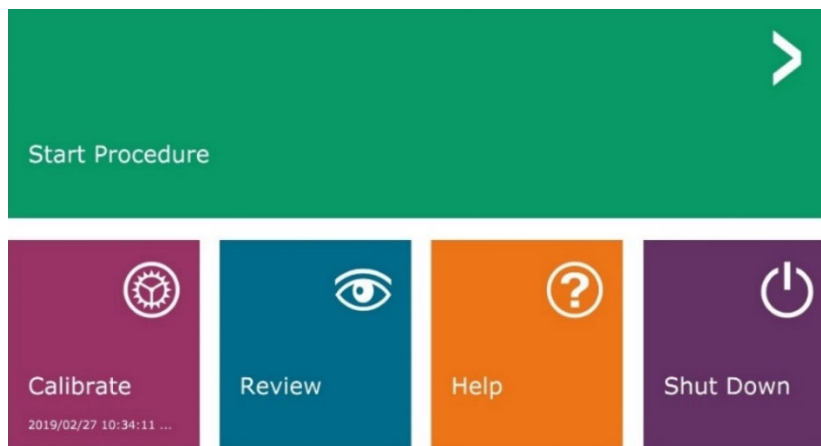 Start Procedure
Calibrate
2019/02/27 10:34:11 ...
Review
Help
Shut Down